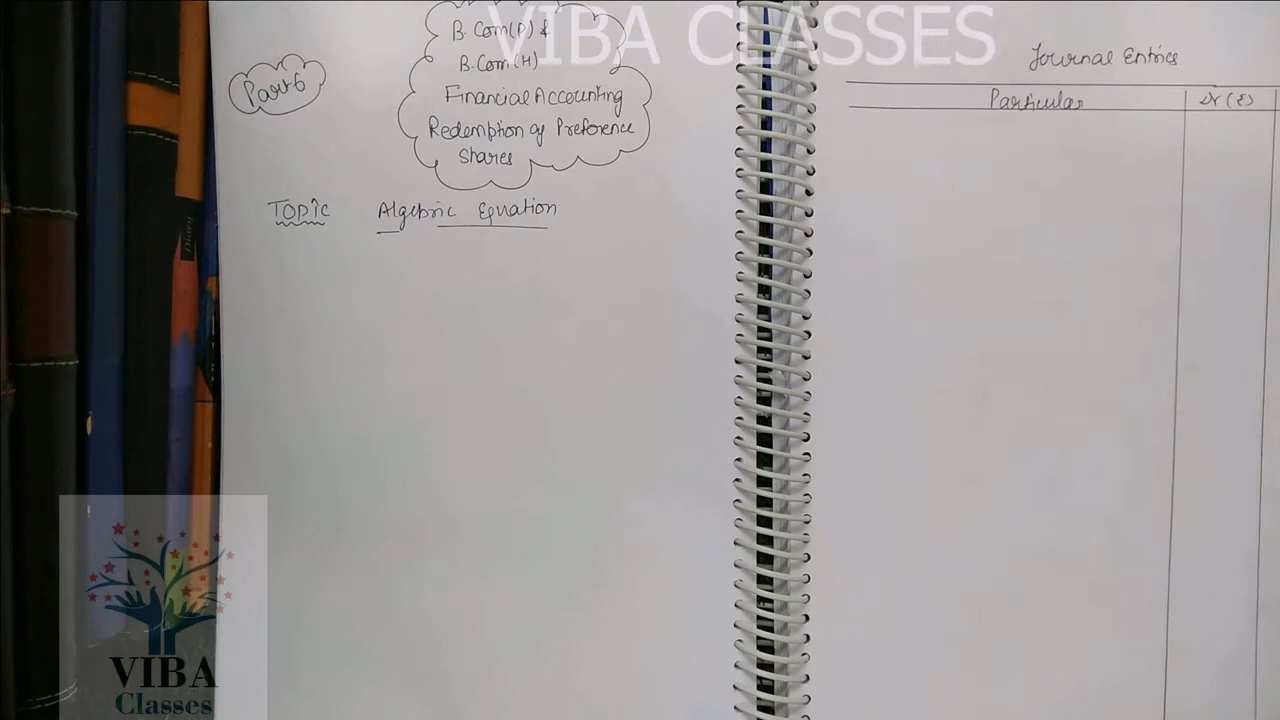 VIBA CLASSES
Part 6
B.Com(P) &
B.Com(H)
Financial Accounting
Redemption of Preference
Shares
TOPIC Algebric Equation
Journal Entries
Particular Dr (₹)
Diary
VIBA
Classes